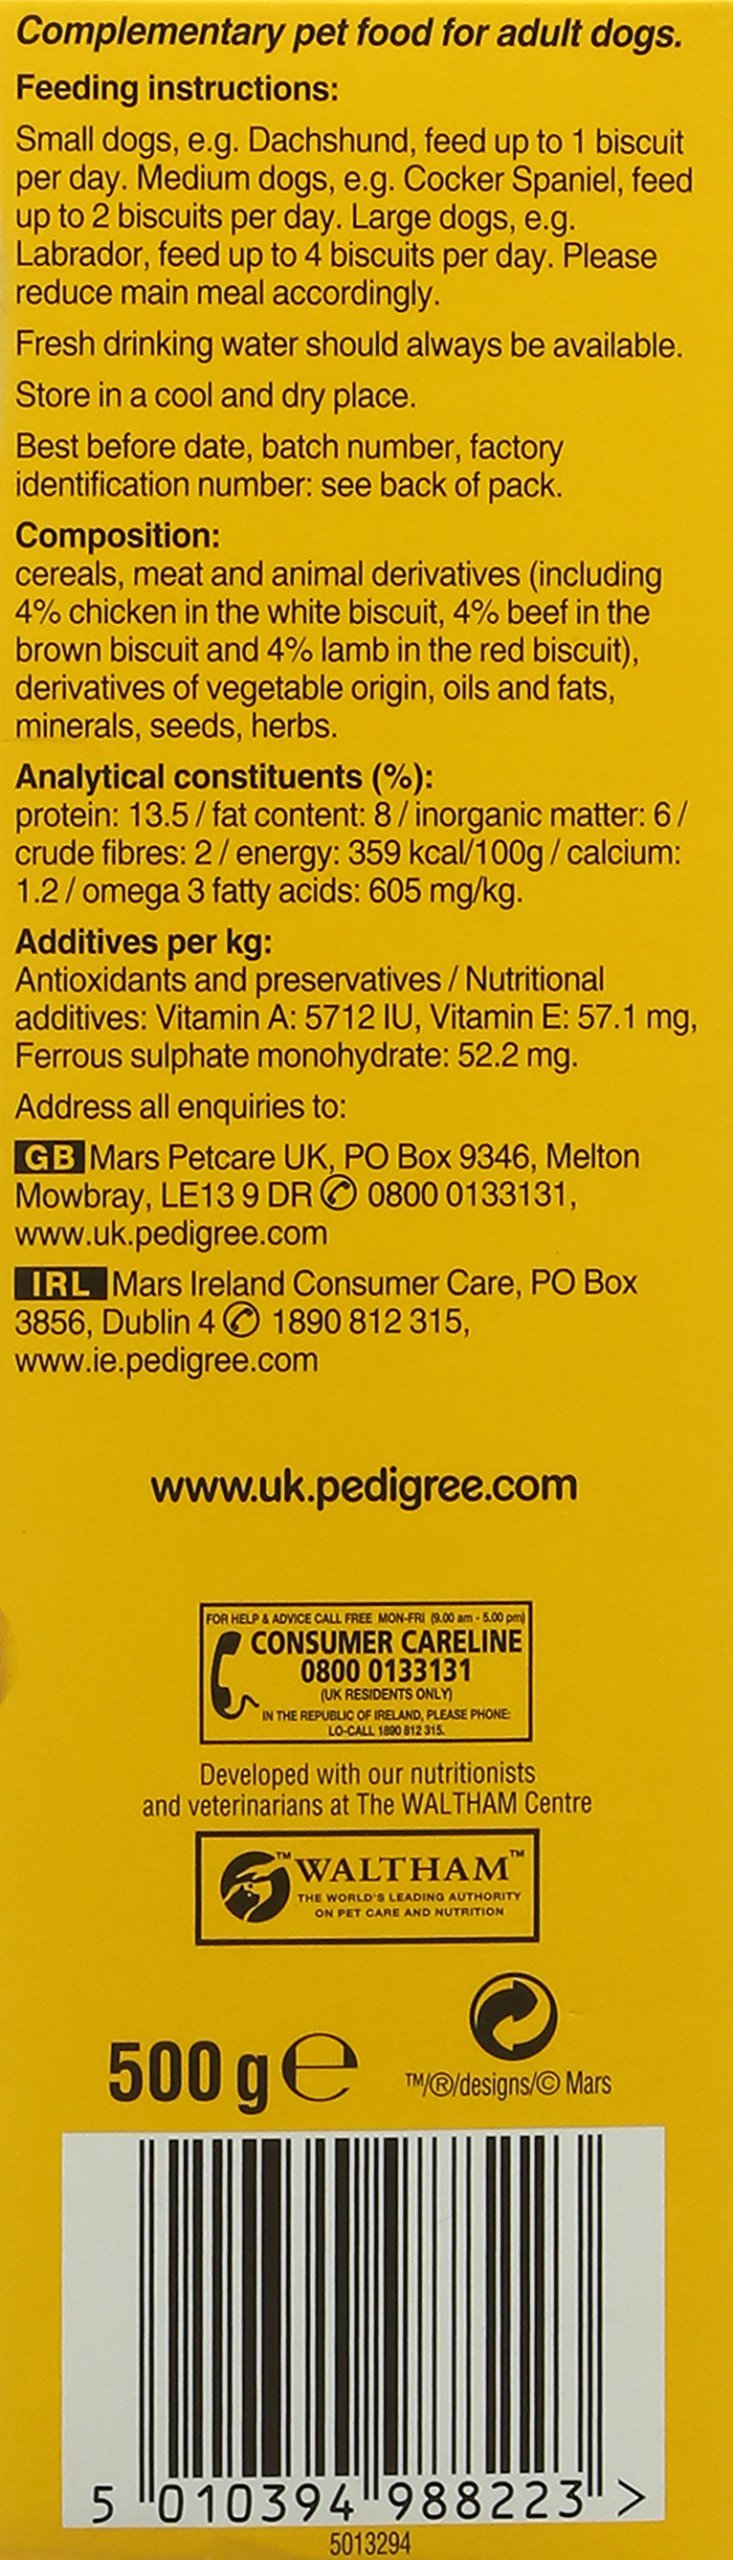 Complementary pet food for adult dogs.
Feeding instructions:
Small dogs, e.g. Dachshund, feed up to 1 biscuit
per day. Medium dogs, e.g. Cocker Spaniel, feed
up to 2 biscuits per day. Large dogs, e.g.
Labrador, feed up to 4 biscuits per day. Please
reduce main meal accordingly.
Fresh drinking water should always be available.
Store in a cool and dry place.
Best before date, batch number, factory
identification number: see back of pack.
Composition:
cereals, meat and animal derivatives (including
4% chicken in the white biscuit, 4% beef in the
brown biscuit and 4% lamb in the red biscuit),
derivatives of vegetable origin, oils and fats,
minerals, seeds, herbs.
Analytical constituents (%):
protein: 13.5 / fat content: 8 / inorganic matter: 6 /
crude fibres: 2 / energy: 359 kcal/100g / calcium:
1.2 / omega 3 fatty acids: 605 mg/kg.
Additives per kg:
Antioxidants and preservatives / Nutritional
additives: Vitamin A: 5712 IU, Vitamin E: 57.1 mg,
Ferrous sulphate monohydrate: 52.2 mg.
Address all enquiries to:
GB Mars Petcare UK, PO Box 9346, Melton
Mowbray, LE13 9 DR 0800 0133131,
www.uk.pedigree.com
IRL Mars Ireland Consumer Care, PO Box
3856, Dublin 4 1890 812 315,
www.ie.pedigree.com
www.uk.pedigree.com
FOR HELP & ADVICE CALL FREE MON-FRI (9.00 am - 5.00 pm)
CONSUMER CARELINE
0800 0133131
(UK RESIDENTS ONLY)
IN THE REPUBLIC OF IRELAND, PLEASE PHONE:
LO-CALL 1890 812 315.
Developed with our nutritionists
and veterinarians at The WALTHAM Centre
™ WALTHAM™
THE WORLD'S LEADING AUTHORITY
ON PET CARE AND NUTRITION
500 g ℮
™/®/designs/© Mars
5 010394 988223 >
5013294